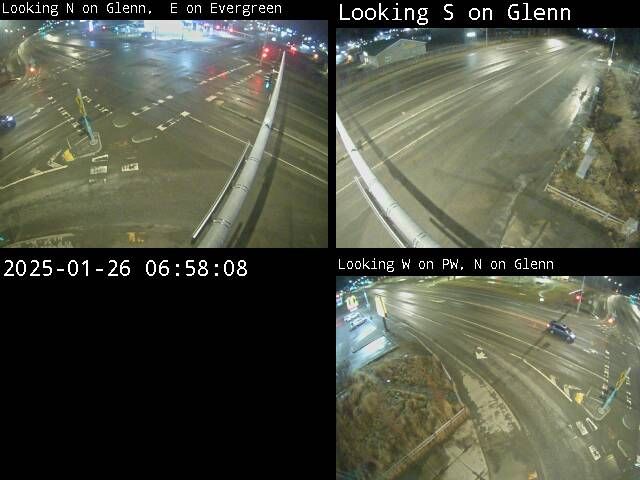 Looking N on Glenn,  E on Evergreen
Looking S on Glenn
2025-01-26 06:58:08
Looking W on PW, N on Glenn